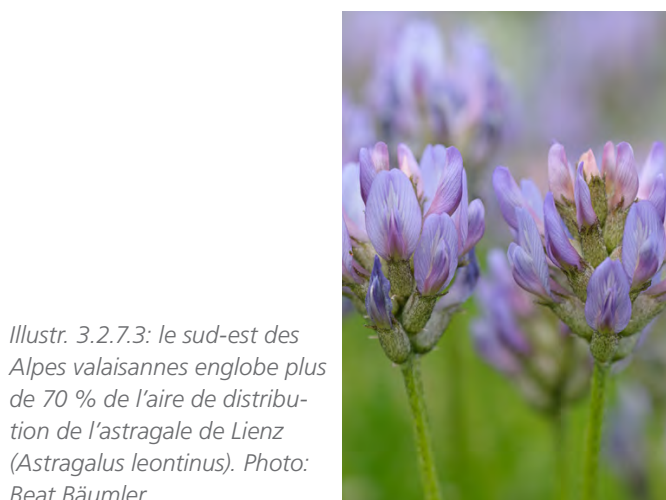 Illustr. 3.2.7.3: le sud-est des
Alpes valaisannes englobe plus
de 70 % de l'aire de distribu-
tion de l'astragale de Lienz
(Astragalus leontinus). Photo:
Beat Bäumler